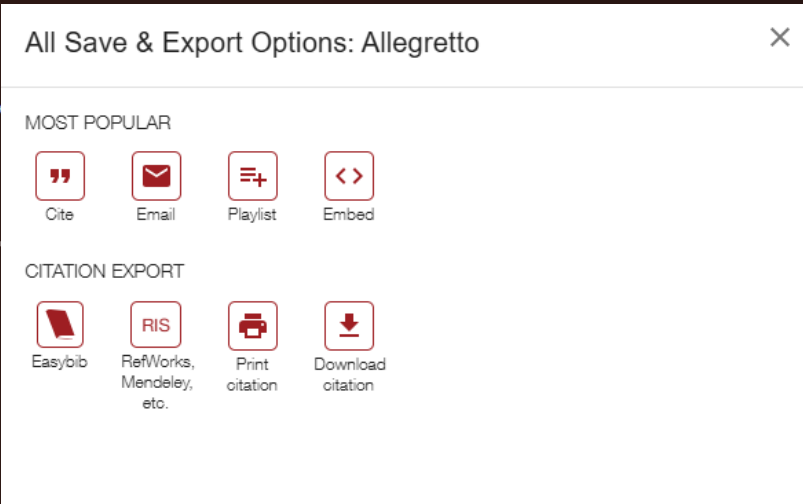 All Save & Export Options: Allegretto
MOST POPULAR
Cite
Email
Playlist
Embed
CITATION EXPORT
RIS
Easybib
RefWorks,
Mendeley,
etc.
Print
citation
Download
citation